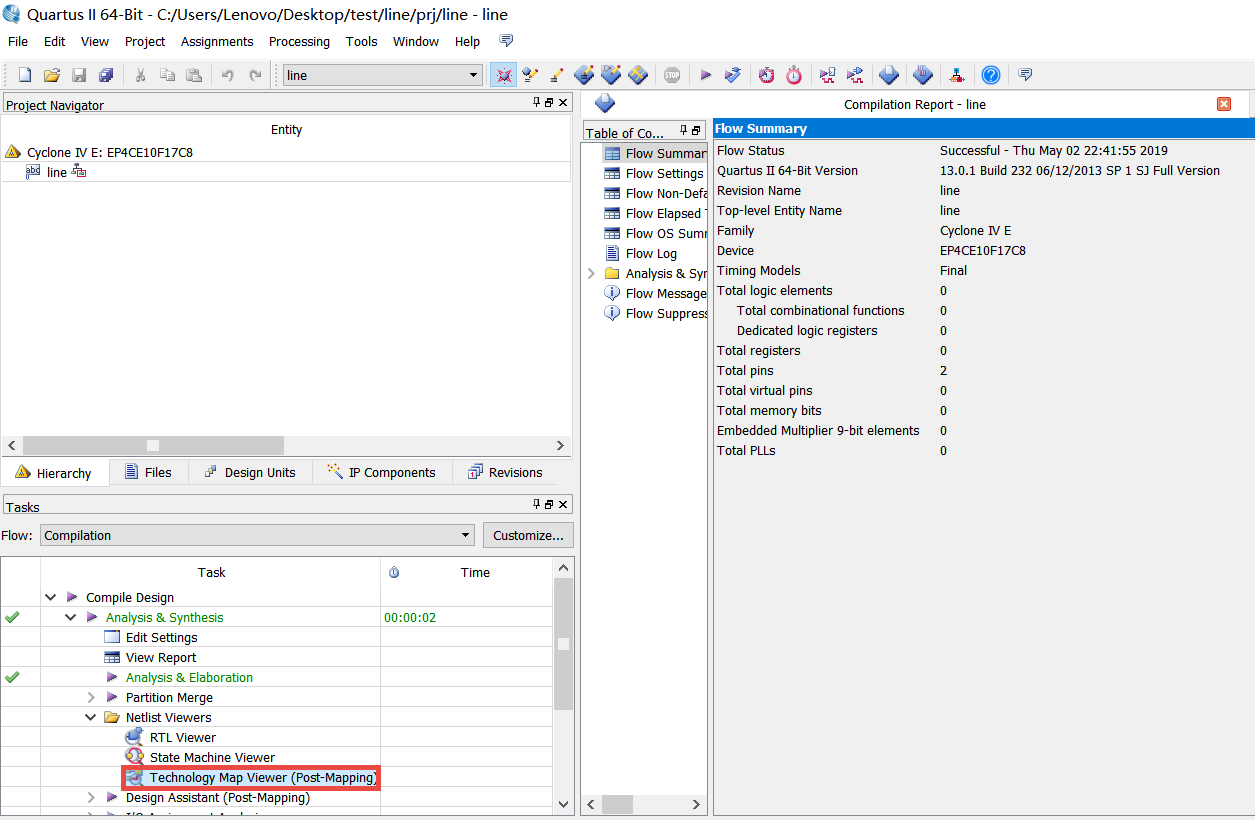 Quartus II 64-Bit - C:/Users/Lenovo/Desktop/test/line/prj/line - line
File Edit View Project Assignments Processing Tools Window Help
line
STOP
Project Navigator
Entity
Cyclone IV E: EP4CE10F17C8
abd line
Hierarchy Files Design Units IP Components Revisions
Tasks
Flow: Compilation Customize...
Task Time
Compile Design
Analysis & Synthesis 00:00:02
Edit Settings
View Report
Analysis & Elaboration
Partition Merge
Netlist Viewers
RTL Viewer
State Machine Viewer
Technology Map Viewer (Post-Mapping)
Design Assistant (Post-Mapping)
Compilation Report - line
Table of Co...
Flow Summar
Flow Settings
Flow Non-Defa
Flow Elapsed T
Flow OS Summ
Flow Log
Analysis & Syn
Flow Message
Flow Suppress
Flow Summary
Flow Status Successful - Thu May 02 22:41:55 2019
Quartus II 64-Bit Version 13.0.1 Build 232 06/12/2013 SP 1 SJ Full Version
Revision Name line
Top-level Entity Name line
Family Cyclone IV E
Device EP4CE10F17C8
Timing Models Final
Total logic elements 0
Total combinational functions 0
Dedicated logic registers 0
Total registers 0
Total pins 2
Total virtual pins 0
Total memory bits 0
Embedded Multiplier 9-bit elements 0
Total PLLs 0